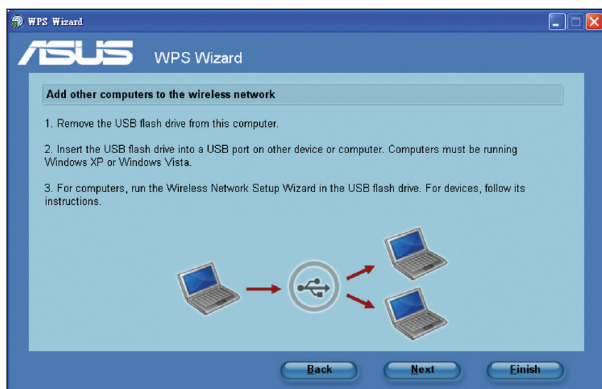 WPS Wizard
ASUS WPS Wizard
Add other computers to the wireless network
1. Remove the USB flash drive from this computer.
2. Insert the USB flash drive into a USB port on other device or computer. Computers must be running
Windows XP or Windows Vista.
3. For computers, run the Wireless Network Setup Wizard in the USB flash drive. For devices, follow its
instructions.
Back Next Finish